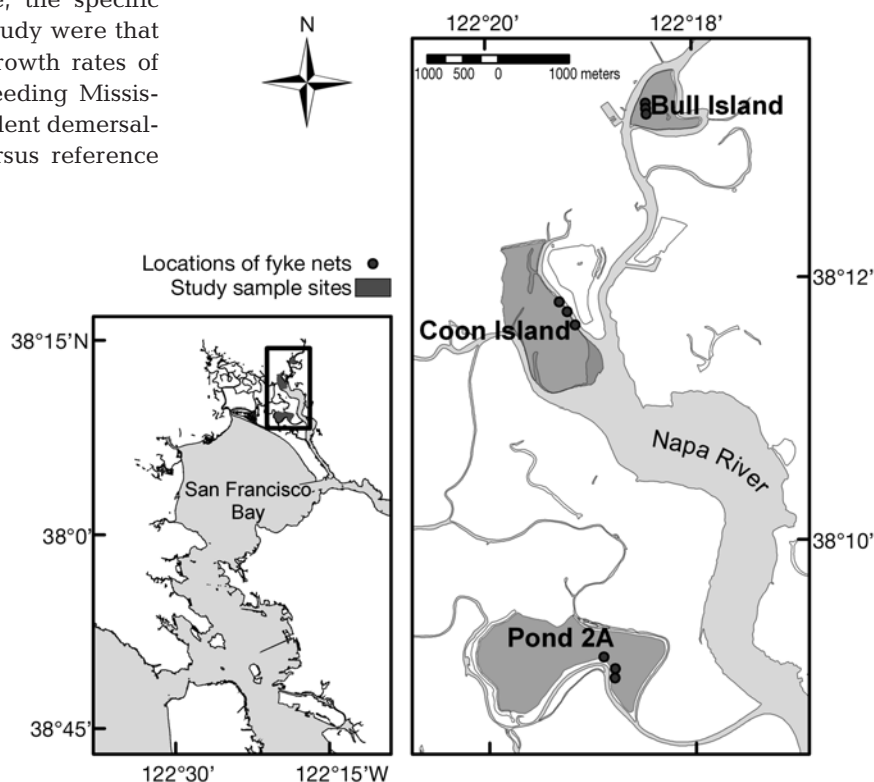 e, the specific
tudy were that
rowth rates of
eeding Missis-
lent demersal-
rsus reference
N
Locations of fyke nets
Study sample sites
38°15’N
38°0’
38°45’
122°30’
122°15’W
San Francisco
Bay
122°20’
122°18’
1000 500 0 1000 meters
Bull Island
38°12’
Coon Island
Napa River
38°10’
Pond 2A